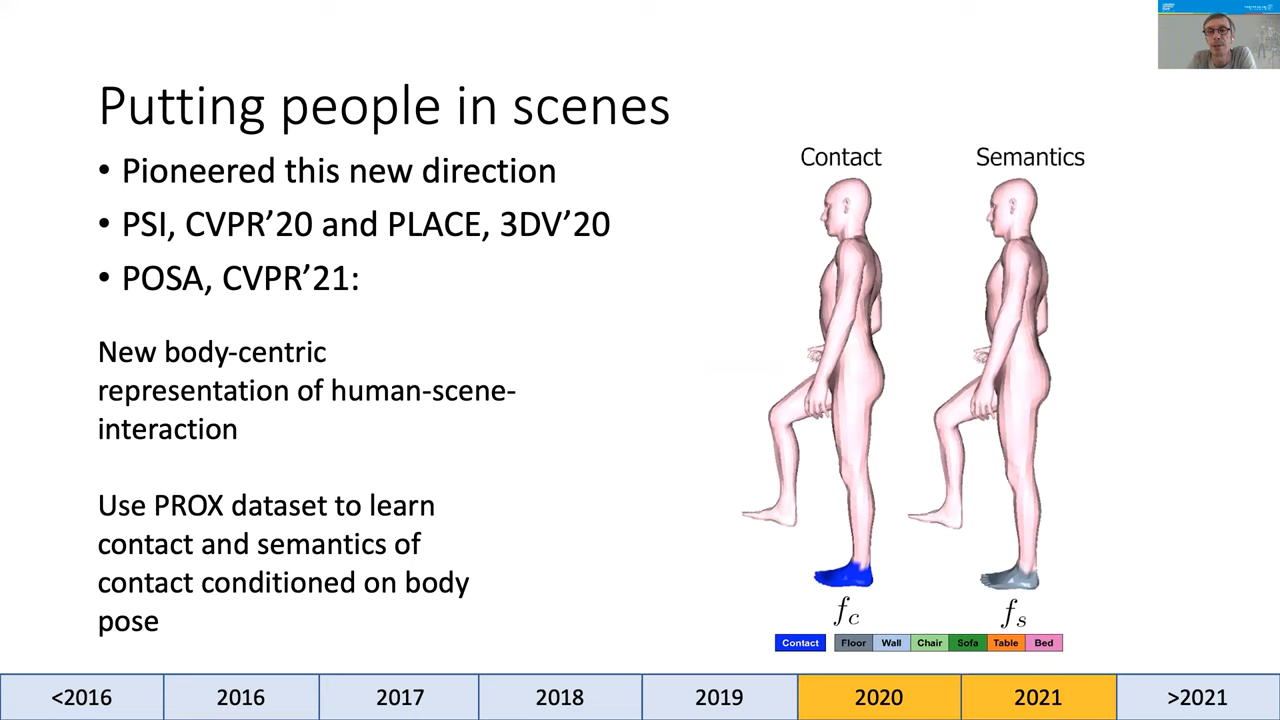 Putting people in scenes
• Pioneered this new direction
• PSI, CVPR’20 and PLACE, 3DV’20
• POSA, CVPR’21:
New body-centric
representation of human-scene-
interaction
Use PROX dataset to learn
contact and semantics of
contact conditioned on body
pose
Contact
Semantics
f_c
f_s
Contact
Floor
Wall
Chair
Sofa
Table
Bed
<2016
2016
2017
2018
2019
2020
2021
>2021